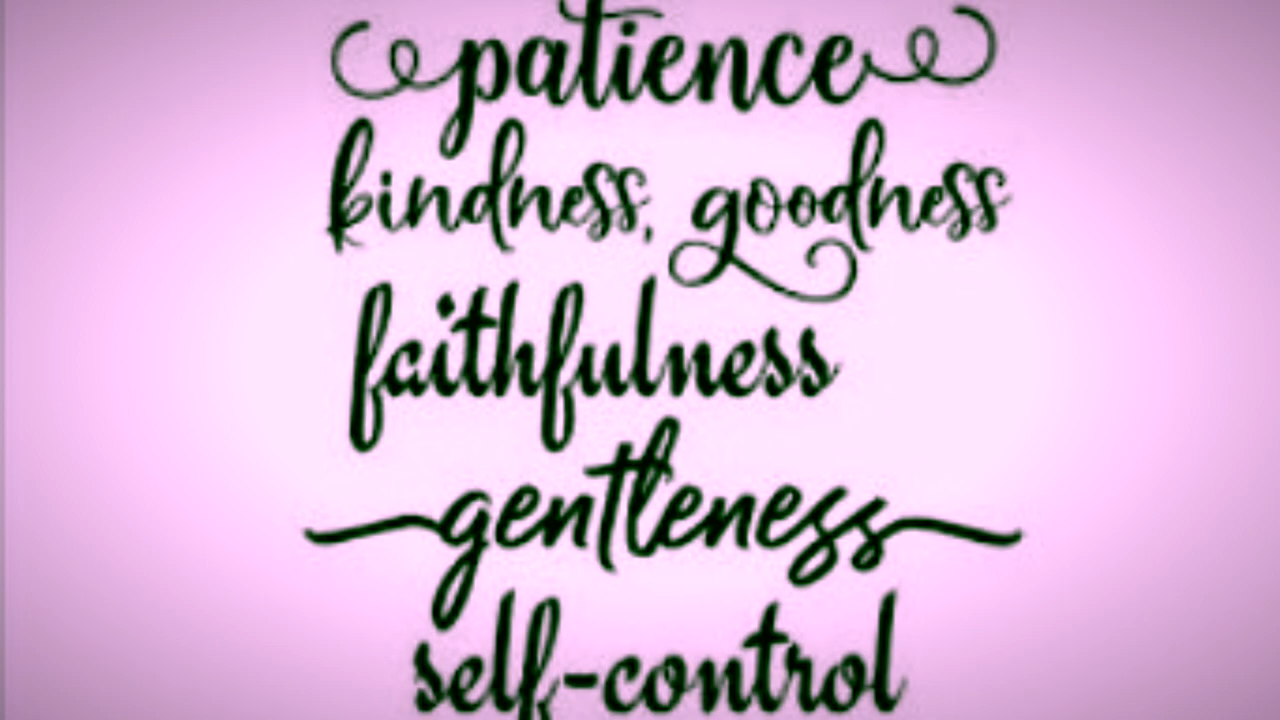 patience
kindness, goodness
faithfulness
gentleness
self-control